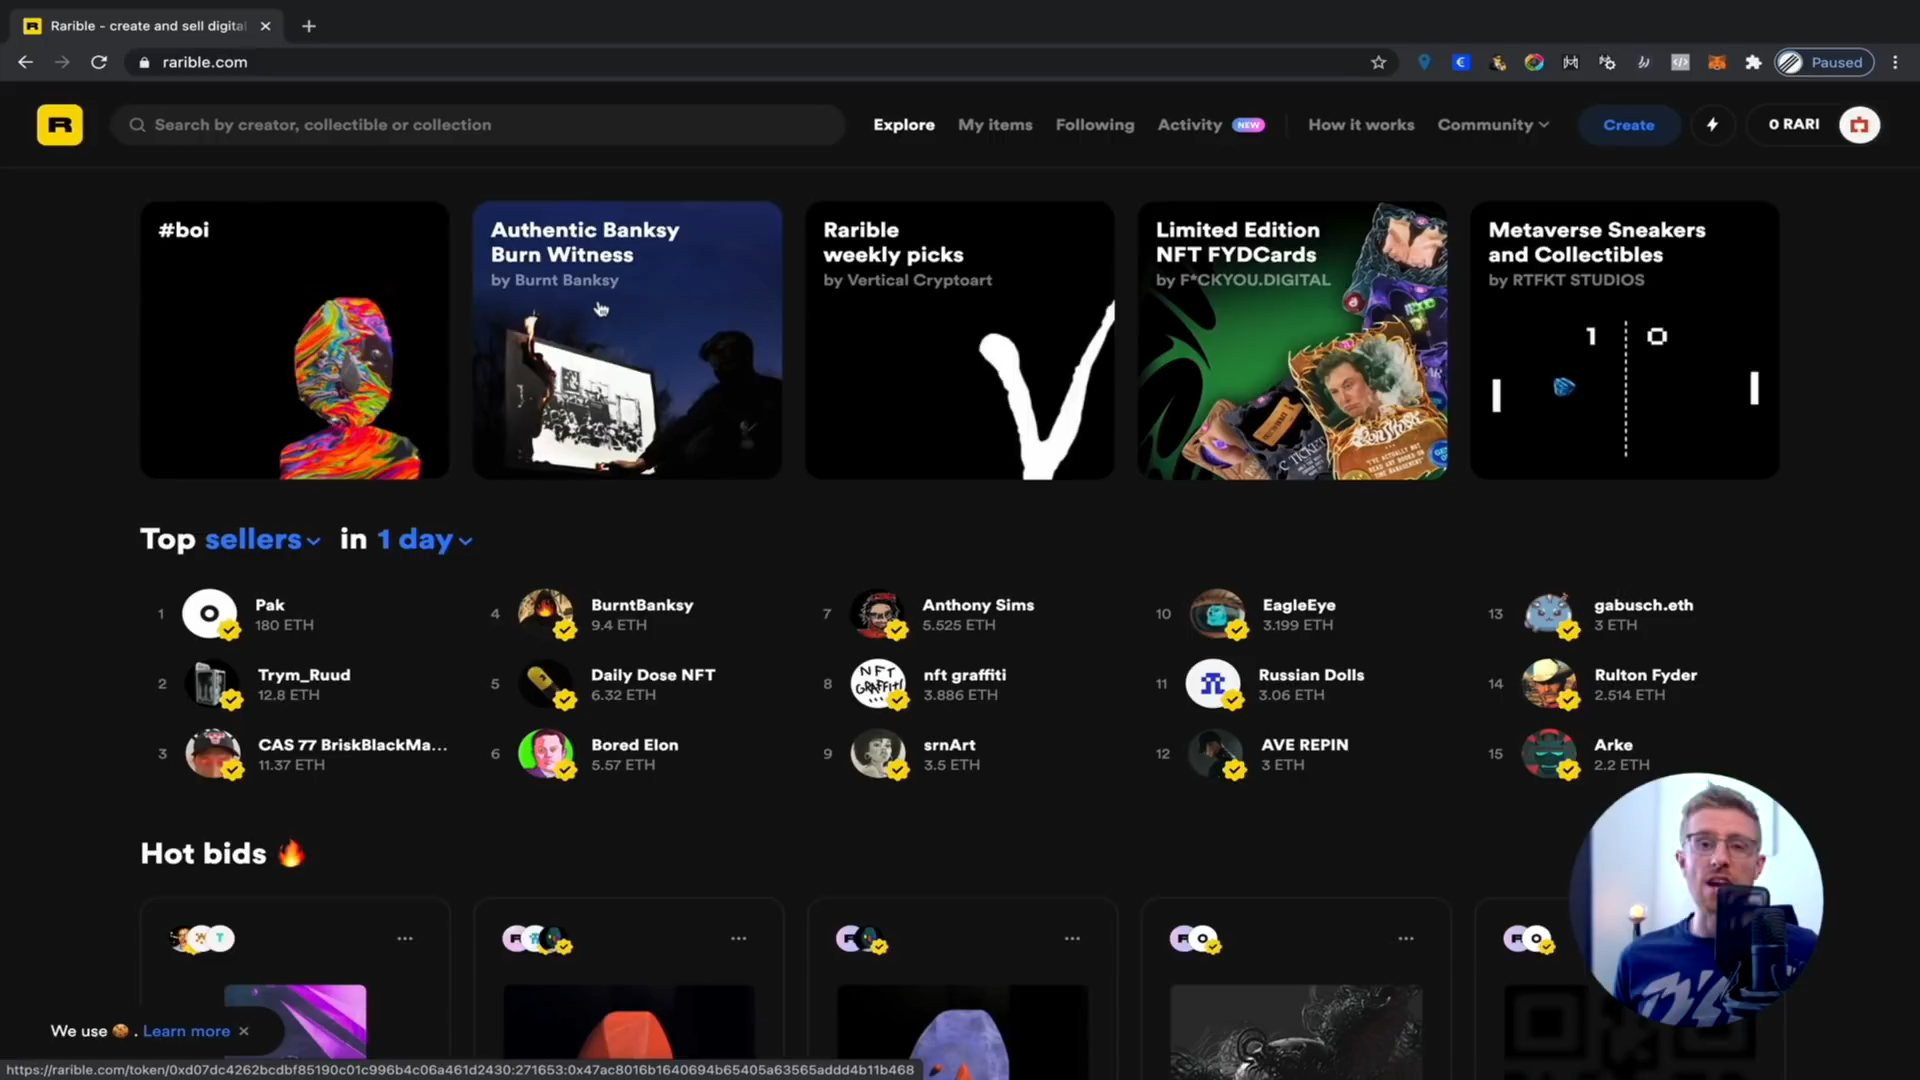 Rarible - create and sell digital
rarible.com
Paused
R
Search by creator, collectible or collection
Explore
My items
Following
Activity NEW
How it works
Community
Create
0 RARI
#boi
Authentic Banksy
Burn Witness
by Burnt Banksy
Rarible
weekly picks
by Vertical Cryptoart
Limited Edition
NFT FYDCards
by F*CKYOU.DIGITAL
Metaverse Sneakers
and Collectibles
by RTFKT STUDIOS
1 0
Top sellers in 1 day
1 Pak
180 ETH
2 Trym_Ruud
12.8 ETH
3 CAS 77 BriskBlackMa...
11.37 ETH
4 BurntBanksy
9.4 ETH
5 Daily Dose NFT
6.32 ETH
6 Bored Elon
5.57 ETH
7 Anthony Sims
5.525 ETH
8 nft graffiti
3.886 ETH
9 srnArt
3.5 ETH
10 EagleEye
3.199 ETH
11 Russian Dolls
3.06 ETH
12 AVE REPIN
3 ETH
13 gabusch.eth
3 ETH
14 Rulton Fyder
2.514 ETH
15 Arke
2.2 ETH
NFT
GRAFFITI
Hot bids 🔥
We use 🍪 . Learn more ×
https://rarible.com/token/0xd07dc4262bcdbf85190c01c996b4c06a461d2430:271653:0x47ac8016b1640694b65405a63565addd4b11b468